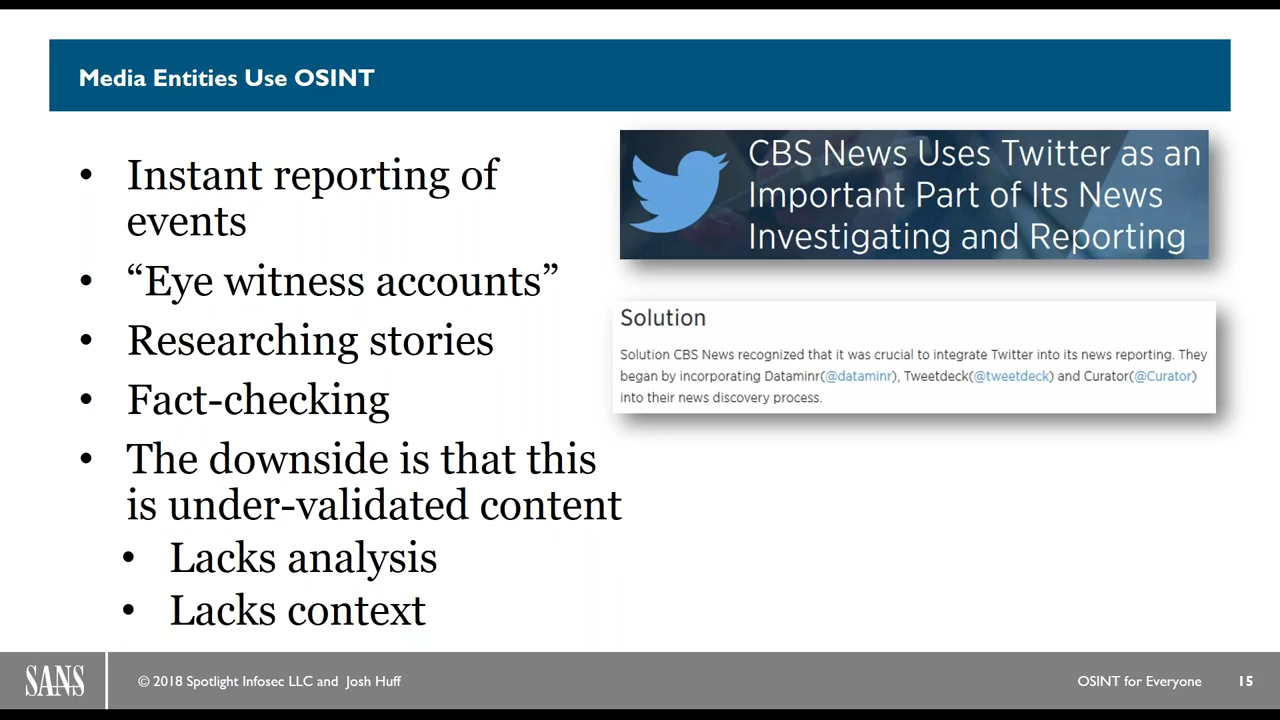 Media Entities Use OSINT
• Instant reporting of
events
• “Eye witness accounts”
• Researching stories
• Fact-checking
• The downside is that this
is under-validated content
• Lacks analysis
• Lacks context
CBS News Uses Twitter as an
Important Part of Its News
Investigating and Reporting
Solution
Solution CBS News recognized that it was crucial to integrate Twitter into its news reporting. They
began by incorporating Dataminr(@dataminr), Tweetdeck(@tweetdeck) and Curator(@Curator)
into their news discovery process.
SANS
© 2018 Spotlight Infosec LLC and Josh Huff
OSINT for Everyone
15